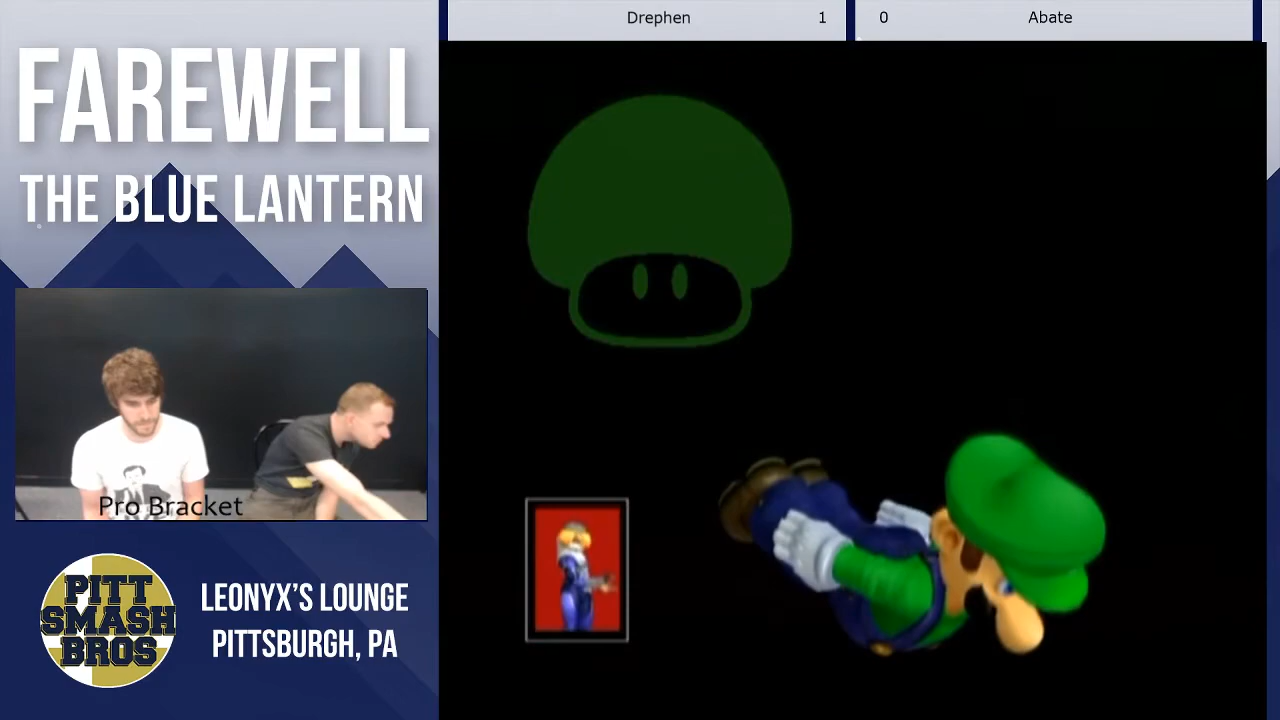 Drephen 1 0 Abate
FAREWELL
THE BLUE LANTERN
Pro Bracket
PITT
SMASH
BROS
LEONYX'S LOUNGE
PITTSBURGH, PA